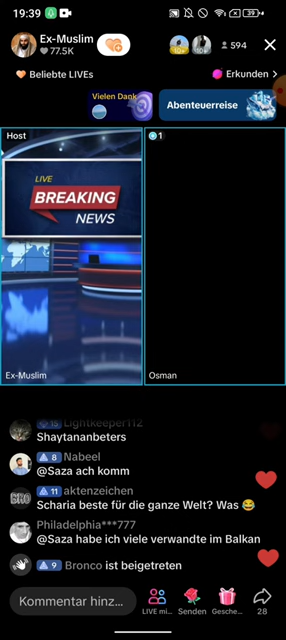 19:39
39
Ex-Muslim
77.5K
594
Beliebte LIVEs
Erkunden >
Vielen Dank
Abenteuerreise
Host
1
LIVE
BREAKING
NEWS
Ex-Muslim
Osman
Lightkeeper112
Shaytananbeters
8 Nabeel
@Saza ach komm
11 aktenzeichen
Scharia beste für die ganze Welt? Was 😂
Philadelphia***777
@Saza habe ich viele verwandte im Balkan
9 Bronco ist beigetreten
Kommentar hinz...
LIVE mi...
Senden
Gesche...
28